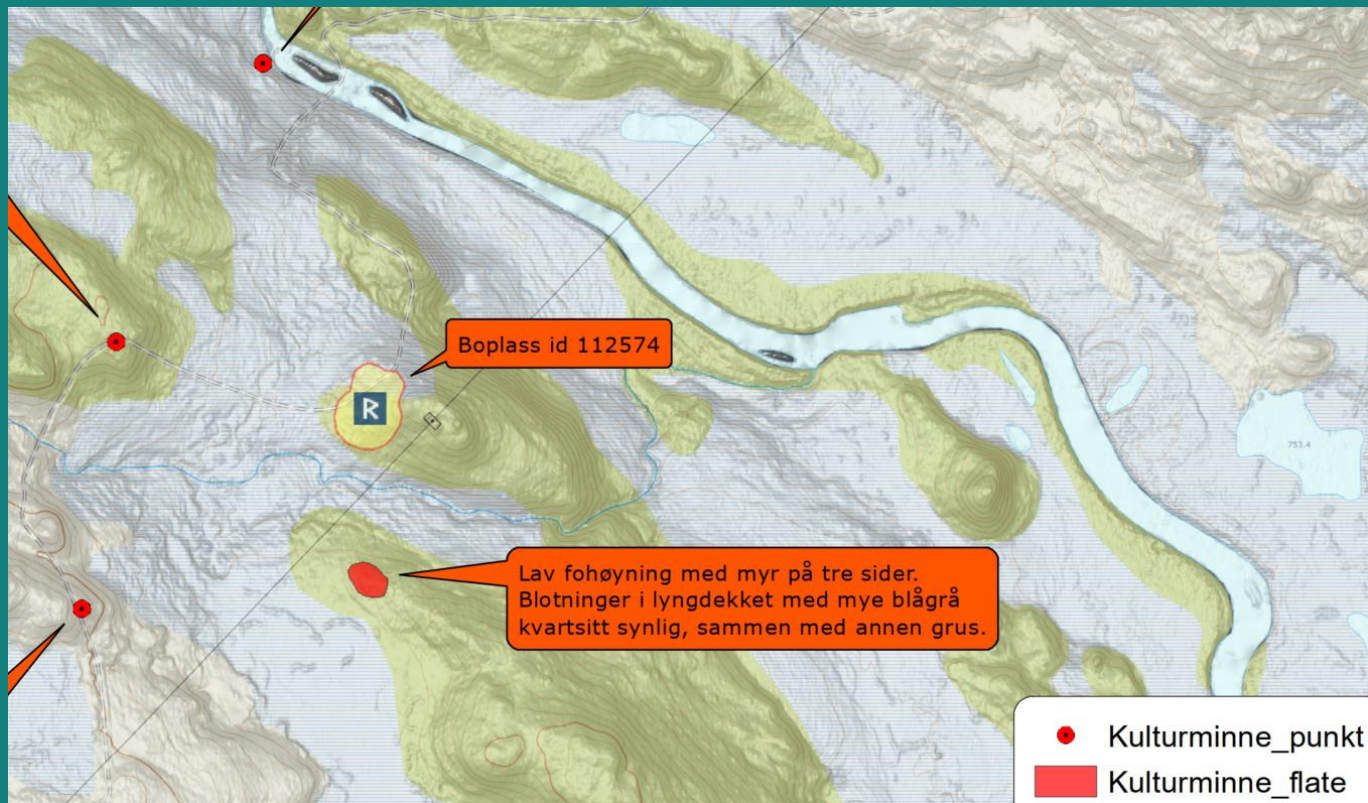 Boplass id 112574
R
753.4
Lav fohøyning med myr på tre sider.
Blotninger i lyngdekket med mye blågrå
kvartsitt synlig, sammen med annen grus.
Kulturminne_punkt
Kulturminne_flate